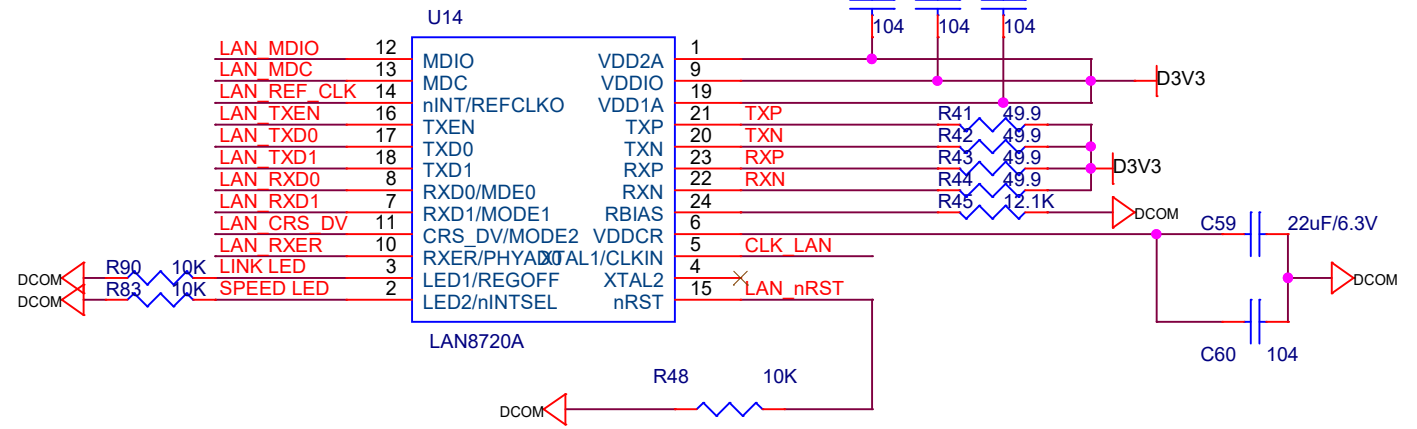 U14
104 104 104
LAN_MDIO 12 MDIO VDD2A 1
LAN_MDC 13 MDC VDDIO 9 D3V3
LAN_REF_CLK 14 nINT/REFCLKO VDD1A 19
LAN_TXEN 16 TXEN TXP 21 TXP R41 49.9
LAN_TXD0 17 TXD0 TXN 20 TXN R42 49.9
LAN_TXD1 18 TXD1 RXP 23 RXP R43 49.9 D3V3
LAN_RXD0 8 RXD0/MDE0 RXN 22 RXN R44 49.9
LAN_RXD1 7 RXD1/MODE1 RBIAS 24 R45 12.1K DCOM
LAN_CRS_DV 11 CRS_DV/MODE2 VDDCR 6 C59 22uF/6.3V
LAN_RXER 10 RXER/PHYAD0 XTAL1/CLKIN 5 CLK_LAN
DCOM R90 10K LINK LED 3 LED1/REGOFF XTAL2 4 DCOM
DCOM R83 10K SPEED LED 2 LED2/nINTSEL nRST 15 LAN_nRST
LAN8720A
C60 104
R48 10K
DCOM